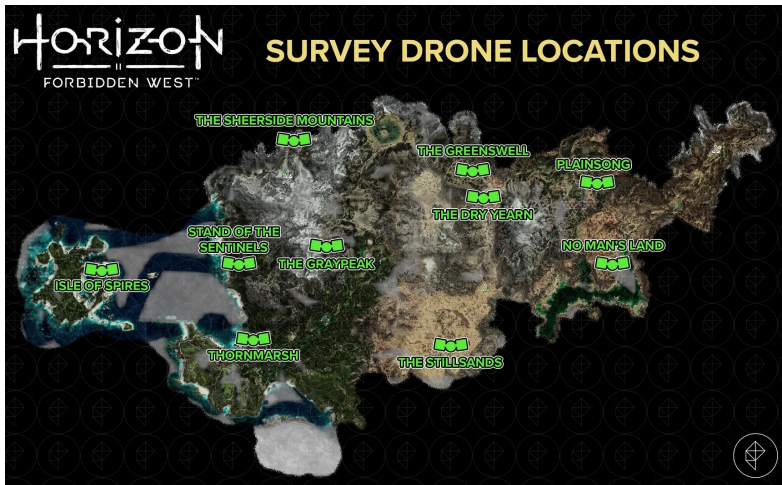 HORIZON
FORBIDDEN WEST™
SURVEY DRONE LOCATIONS
THE SHEERSIDE MOUNTAINS
THE GREENSWELL
PLAINSONG
THE DRY YEARN
STAND OF THE
SENTINELS
THE GRAYPEAK
NO MAN'S LAND
ISLE OF SPIRES
THORNMARSH
THE STILLSANDS